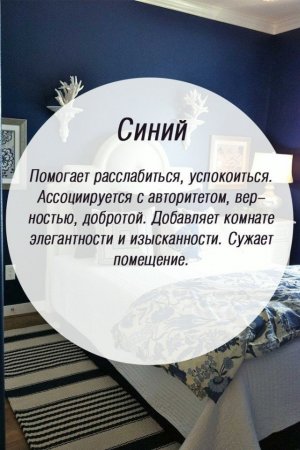 Синий
Помогает расслабиться, успокоиться.
Ассоциируется с авторитетом, вер-
ностью, добротой. Добавляет комнате
элегантности и изысканности. Сужает
помещение.